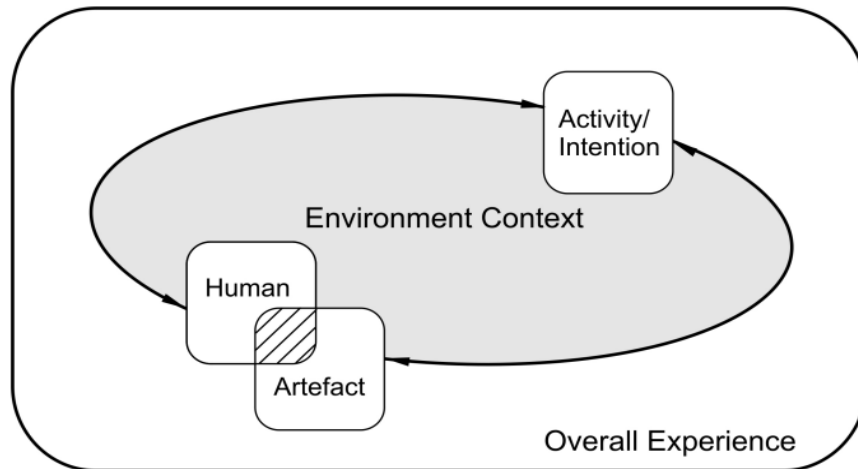 Activity/
Intention
Environment Context
Human
Artefact
Overall Experience